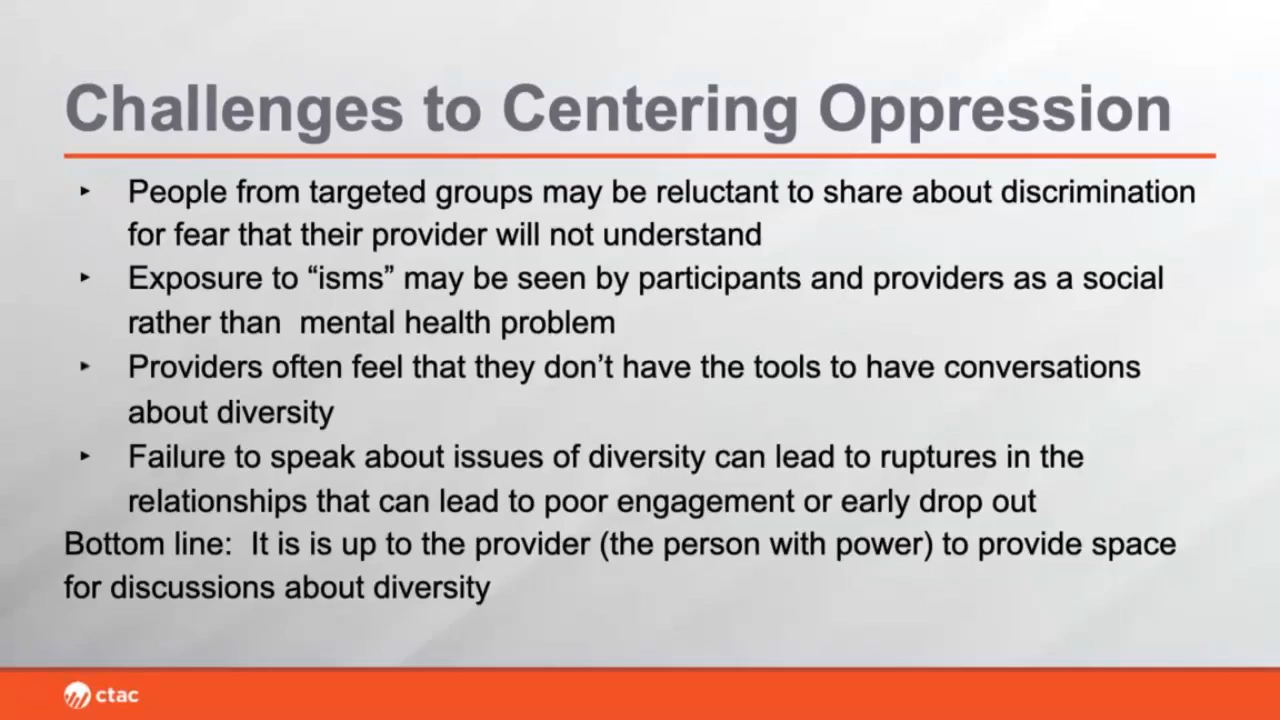 Challenges to Centering Oppression
‣ People from targeted groups may be reluctant to share about discrimination
for fear that their provider will not understand
‣ Exposure to “isms” may be seen by participants and providers as a social
rather than  mental health problem
‣ Providers often feel that they don’t have the tools to have conversations
about diversity
‣ Failure to speak about issues of diversity can lead to ruptures in the
relationships that can lead to poor engagement or early drop out
Bottom line:  It is is up to the provider (the person with power) to provide space
for discussions about diversity
ctac